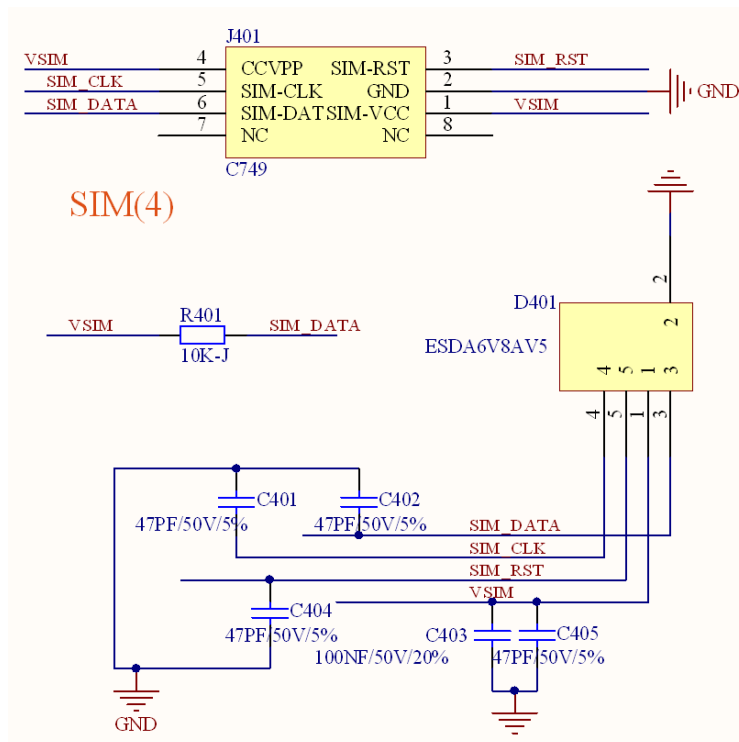 J401
VSIM 4 CCVPP SIM-RST 3 SIM_RST
SIM_CLK 5 SIM-CLK GND 2 GND
SIM_DATA 6 SIM-DAT SIM-VCC 1 VSIM
7 NC NC 8
C749
SIM(4)
2
D401
2
R401
VSIM SIM_DATA
10K-J
ESDA6V8AV5
4 5 1 3
4 5 1 3
C401 C402
47PF/50V/5% 47PF/50V/5% SIM_DATA
SIM_CLK
SIM_RST
VSIM
C404
47PF/50V/5% C403 C405
100NF/50V/20% 47PF/50V/5%
GND